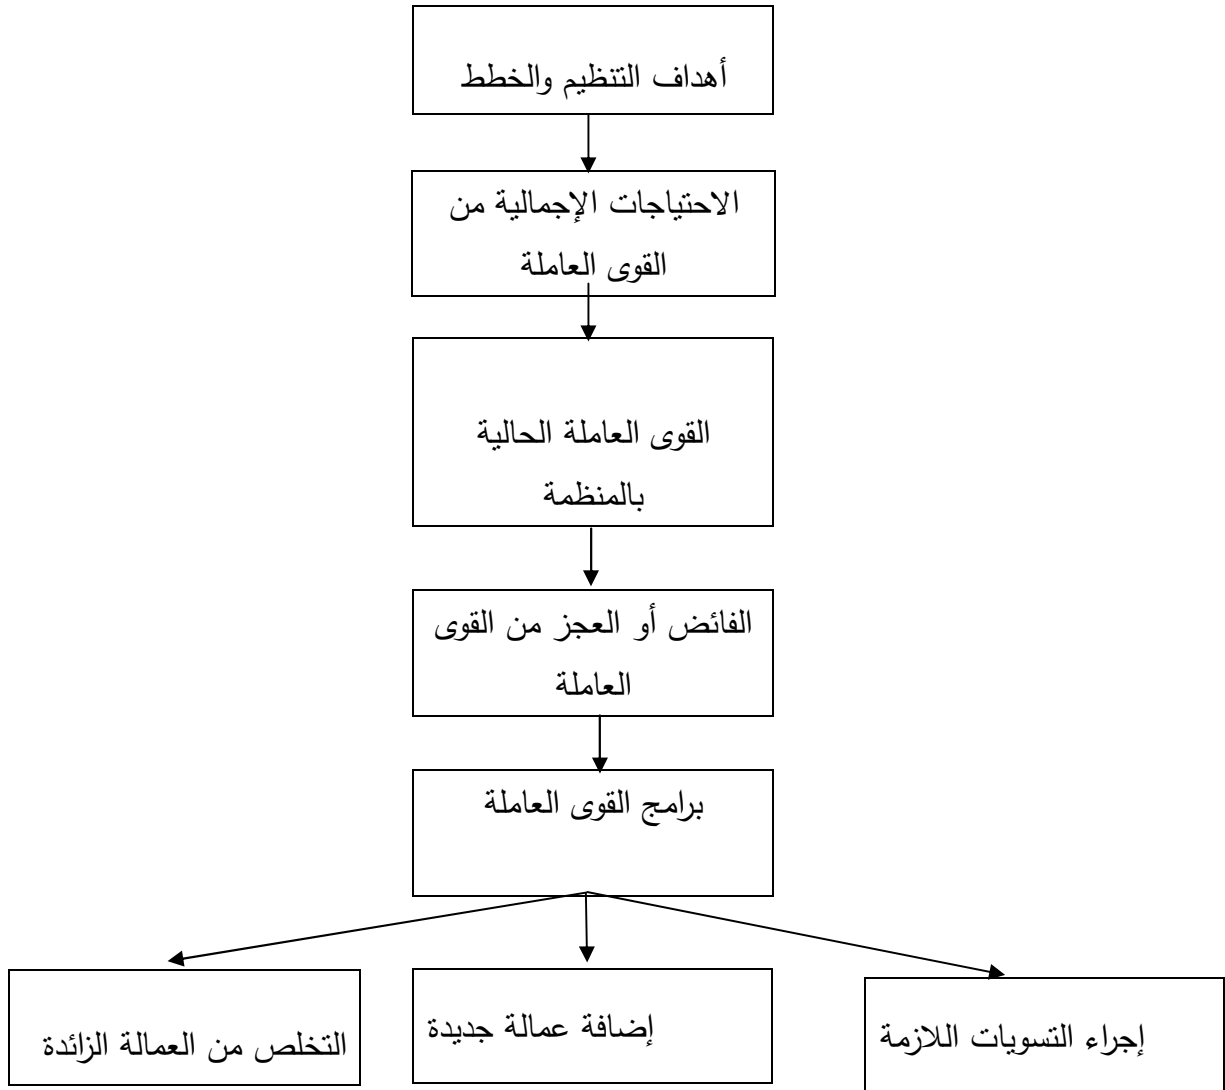 أهداف التنظيم والخطط
الاحتياجات الإجمالية من
القوى العاملة
القوى العاملة الحالية
بالمنظمة
الفائض أو العجز من القوى
العاملة
برامج القوى العاملة
إجراء التسويات اللازمة
إضافة عمالة جديدة
التخلص من العمالة الزائدة